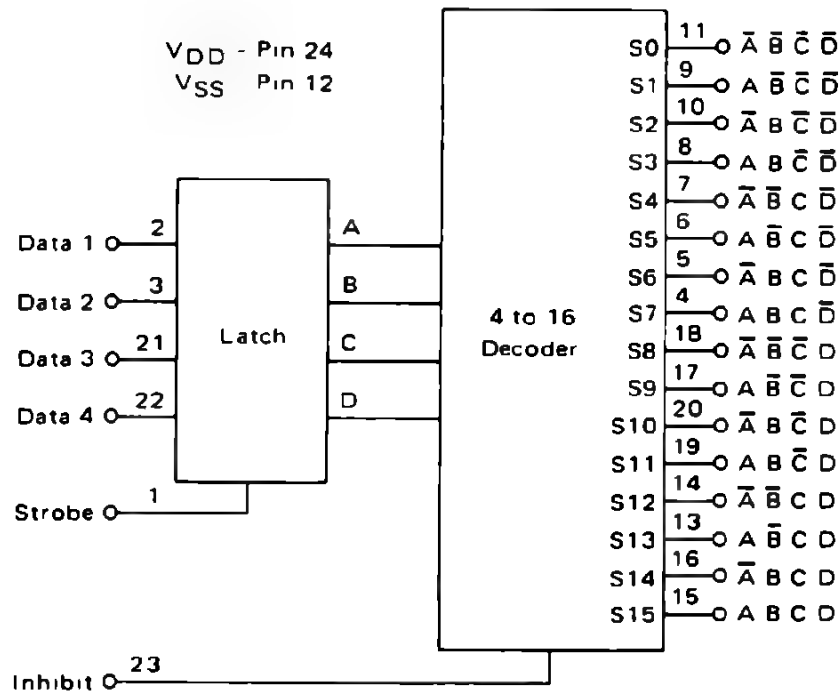 V_DD - Pin 24
V_SS Pin 12
S0 11 A̅ B̅ C̅ D̅
S1 9 A B̅ C̅ D̅
S2 10 A̅ B C̅ D̅
S3 8 A B C̅ D̅
S4 7 A̅ B̅ C D̅
S5 6 A B̅ C D̅
S6 5 A̅ B C D̅
S7 4 A B C D̅
S8 18 A̅ B̅ C̅ D
S9 17 A B̅ C̅ D
S10 20 A̅ B C̅ D
S11 19 A B C̅ D
S12 14 A̅ B̅ C D
S13 13 A B̅ C D
S14 16 A̅ B C D
S15 15 A B C D
Data 1 2 A
Data 2 3 B
Data 3 21 C
Data 4 22 D
Latch
4 to 16
Decoder
Strobe 1
Inhibit 23